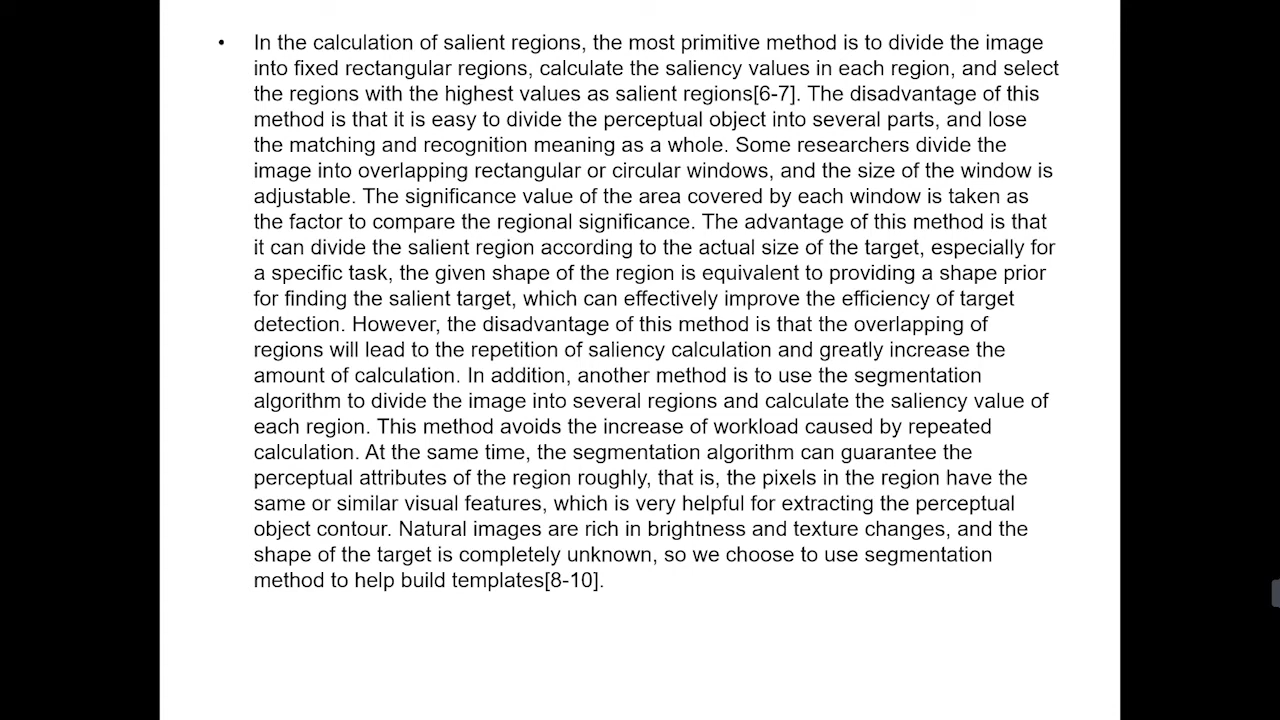 • In the calculation of salient regions, the most primitive method is to divide the image
into fixed rectangular regions, calculate the saliency values in each region, and select
the regions with the highest values as salient regions[6-7]. The disadvantage of this
method is that it is easy to divide the perceptual object into several parts, and lose
the matching and recognition meaning as a whole. Some researchers divide the
image into overlapping rectangular or circular windows, and the size of the window is
adjustable. The significance value of the area covered by each window is taken as
the factor to compare the regional significance. The advantage of this method is that
it can divide the salient region according to the actual size of the target, especially for
a specific task, the given shape of the region is equivalent to providing a shape prior
for finding the salient target, which can effectively improve the efficiency of target
detection. However, the disadvantage of this method is that the overlapping of
regions will lead to the repetition of saliency calculation and greatly increase the
amount of calculation. In addition, another method is to use the segmentation
algorithm to divide the image into several regions and calculate the saliency value of
each region. This method avoids the increase of workload caused by repeated
calculation. At the same time, the segmentation algorithm can guarantee the
perceptual attributes of the region roughly, that is, the pixels in the region have the
same or similar visual features, which is very helpful for extracting the perceptual
object contour. Natural images are rich in brightness and texture changes, and the
shape of the target is completely unknown, so we choose to use segmentation
method to help build templates[8-10].